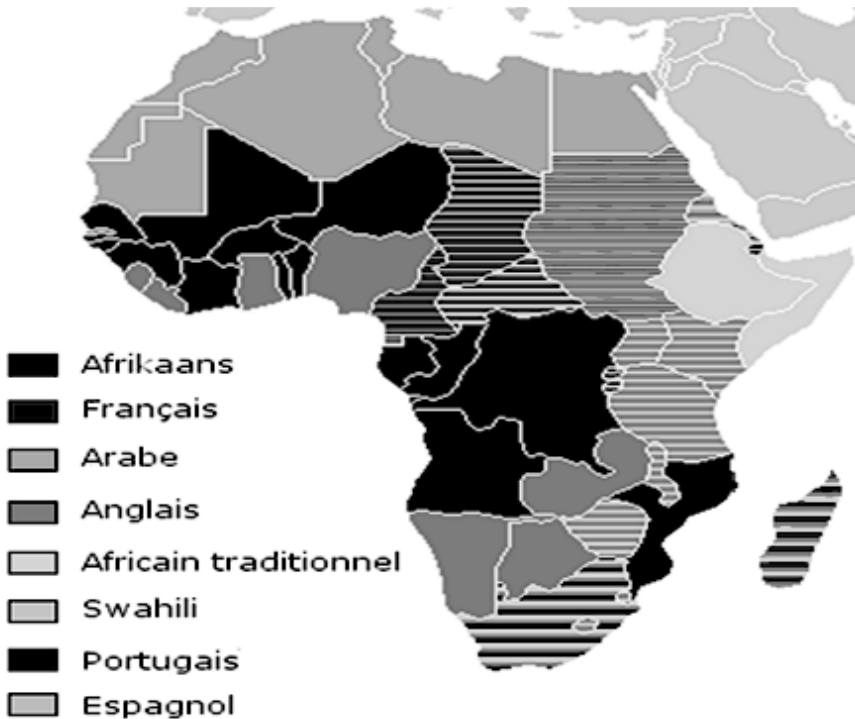 Afrikaans
Français
Arabe
Anglais
Africain traditionnel
Swahili
Portugais
Espagnol